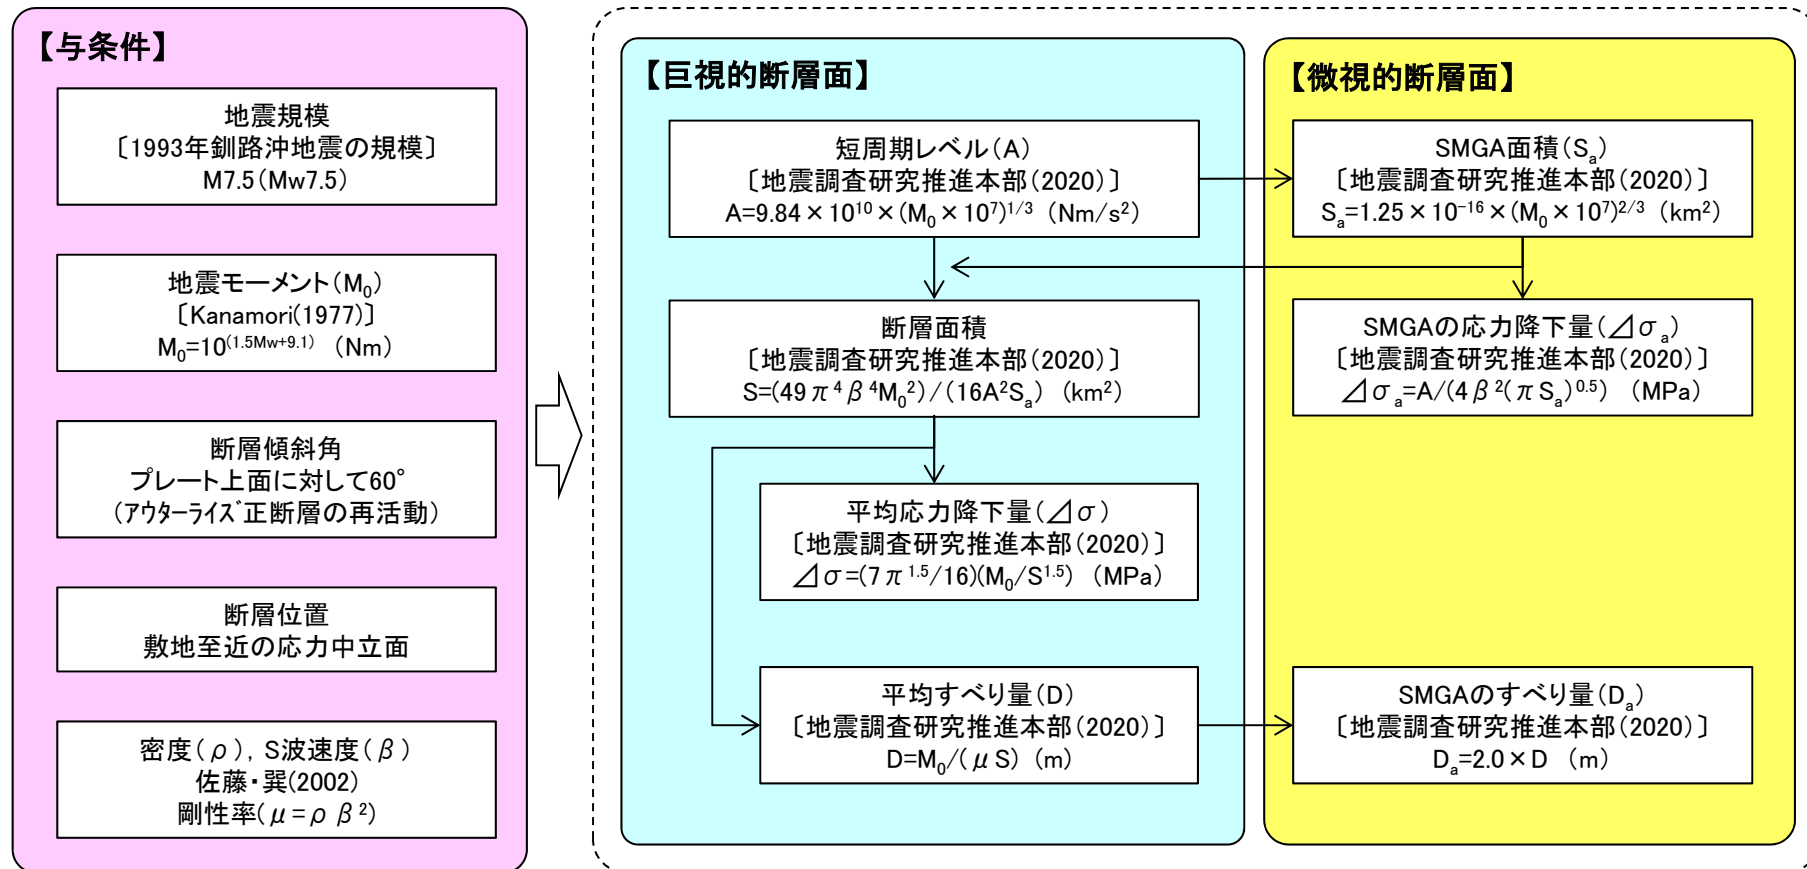 【与条件】
地震規模
〔1993年釧路沖地震の規模〕
M7.5(Mw7.5)
地震モーメント(M₀)
〔Kanamori(1977)〕
M₀=10⁽¹·⁵ᴹʷ⁺⁹·¹⁾ (Nm)
断層傾斜角
プレート上面に対して60°
(アウターライズ正断層の再活動)
断層位置
敷地至近の応力中立面
密度(ρ), S波速度(β)
佐藤・巽(2002)
剛性率(μ=ρβ²)
【巨視的断層面】
短周期レベル(A)
〔地震調査研究推進本部(2020)〕
A=9.84×10¹⁰×(M₀×10⁷)¹ᐟ³ (Nm/s²)
断層面積
〔地震調査研究推進本部(2020)〕
S=(49π⁴β⁴M₀²)/(16A²Sₐ) (km²)
平均応力降下量(⊿σ)
〔地震調査研究推進本部(2020)〕
⊿σ=(7π¹·⁵/16)(M₀/S¹·⁵) (MPa)
平均すべり量(D)
〔地震調査研究推進本部(2020)〕
D=M₀/(μS) (m)
【微視的断層面】
SMGA面積(Sₐ)
〔地震調査研究推進本部(2020)〕
Sₐ=1.25×10⁻¹⁶×(M₀×10⁷)²ᐟ³ (km²)
SMGAの応力降下量(⊿σₐ)
〔地震調査研究推進本部(2020)〕
⊿σₐ=A/(4β²(πSₐ)⁰·⁵) (MPa)
SMGAのすべり量(Dₐ)
〔地震調査研究推進本部(2020)〕
Dₐ=2.0×D (m)